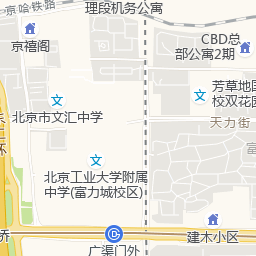 京哈铁路
理段机务公寓
京禧阁
CBD总
部公寓2期
芳草地国
校双花园
北京市文汇中学
天力街
环
富
北京工业大学附属
中学(富力城校区)
桥
广渠门外
建木小区